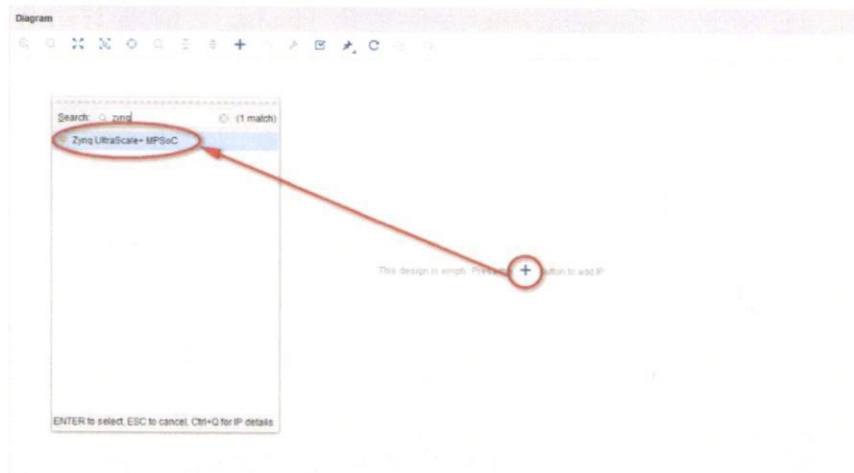 Diagram
Search: zynq (1 match)
Zynq UltraScale+ MPSoC
This design is empty. Press + button to add IP
ENTER to select, ESC to cancel, Ctrl+Q for IP details